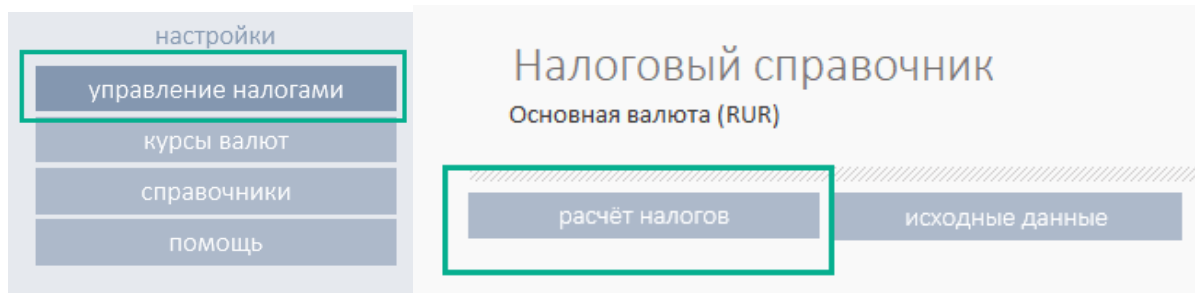 настройки
управление налогами
курсы валют
справочники
помощь
Налоговый справочник
Основная валюта (RUR)
расчёт налогов
исходные данные